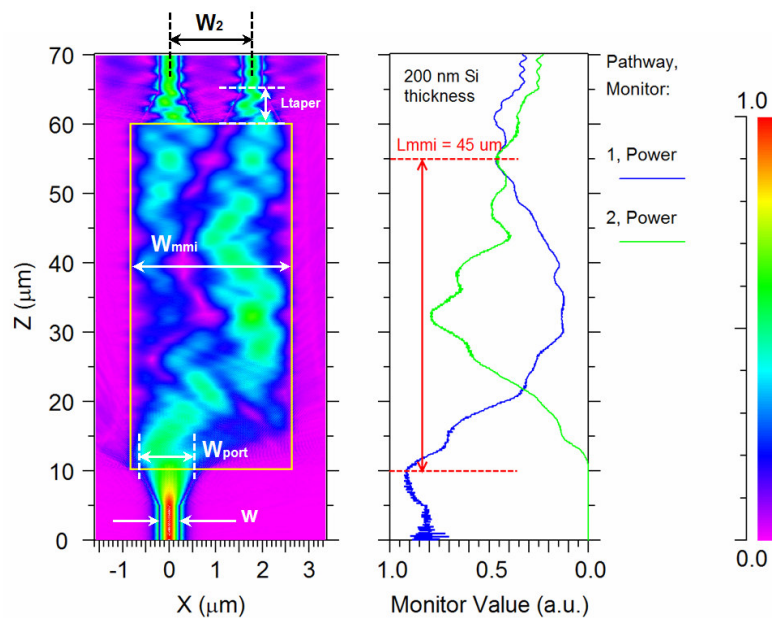 W2
70
60
50
40
30
20
10
0
Z (μm)
-1
0
1
2
3
X (μm)
Ltaper
Wmmi
Wport
W
200 nm Si
thickness
Lmmi = 45 um
1.0
0.5
0.0
Monitor Value (a.u.)
Pathway,
Monitor:
1, Power
2, Power
1.0
0.0